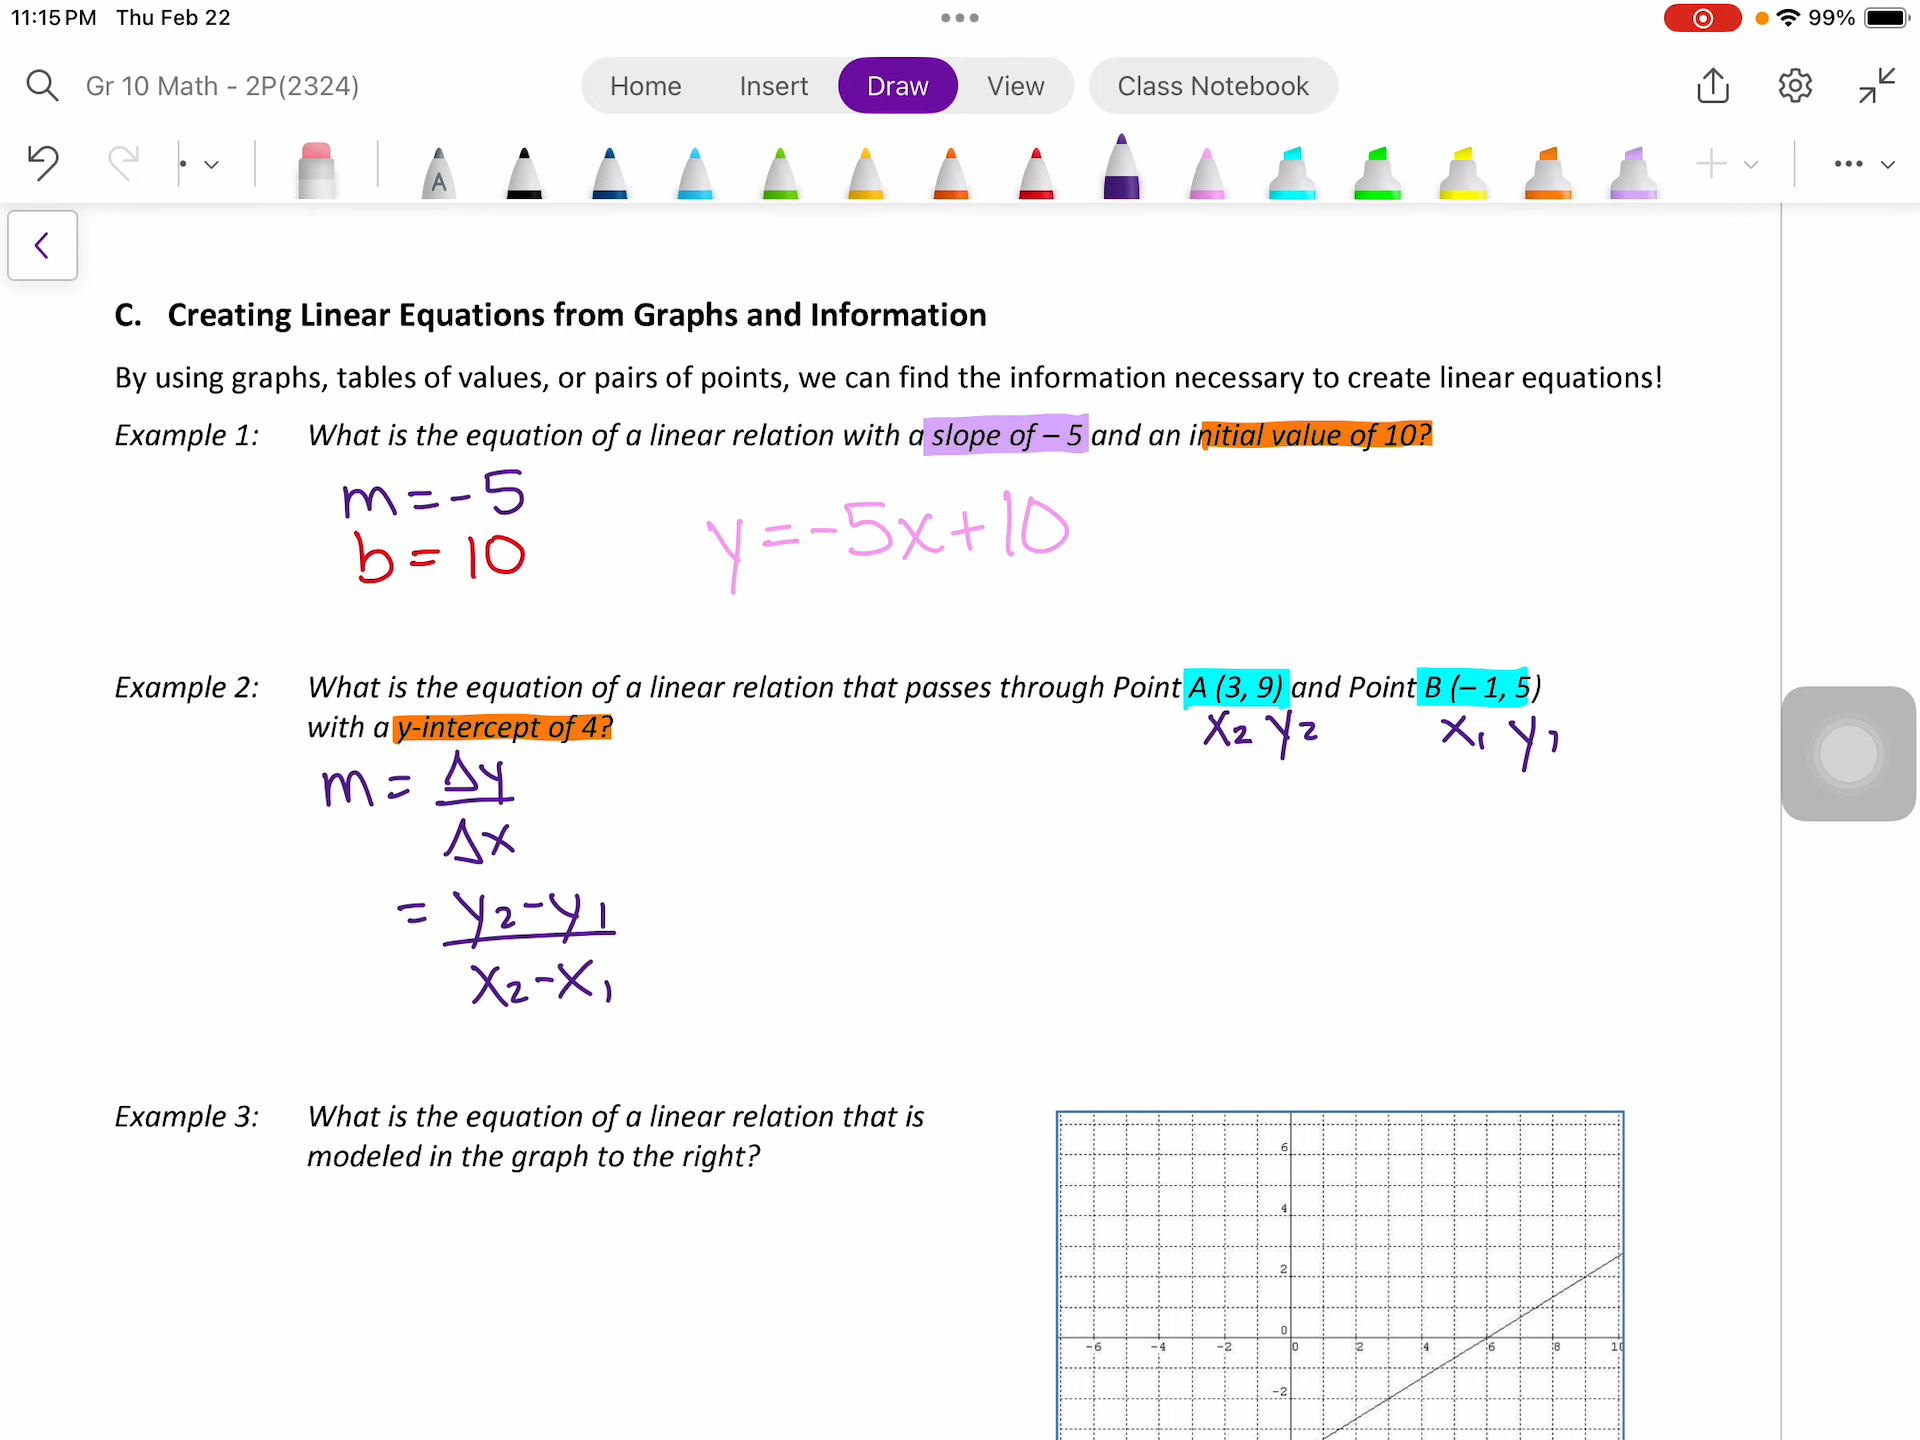 11:15 PM Thu Feb 22
99%
Gr 10 Math - 2P(2324)
Home Insert Draw View Class Notebook
A
C. Creating Linear Equations from Graphs and Information
By using graphs, tables of values, or pairs of points, we can find the information necessary to create linear equations!
Example 1: What is the equation of a linear relation with a slope of – 5 and an initial value of 10?
m = -5
b = 10
y = -5x + 10
Example 2: What is the equation of a linear relation that passes through Point A (3, 9) and Point B (– 1, 5)
with a y-intercept of 4?
x₂ y₂ x₁ y₁
m = Δy
Δx
= y₂ - y₁
x₂ - x₁
Example 3: What is the equation of a linear relation that is
modeled in the graph to the right?
6
4
2
0
-6 -4 -2 0 2 4 6 8 10
-2